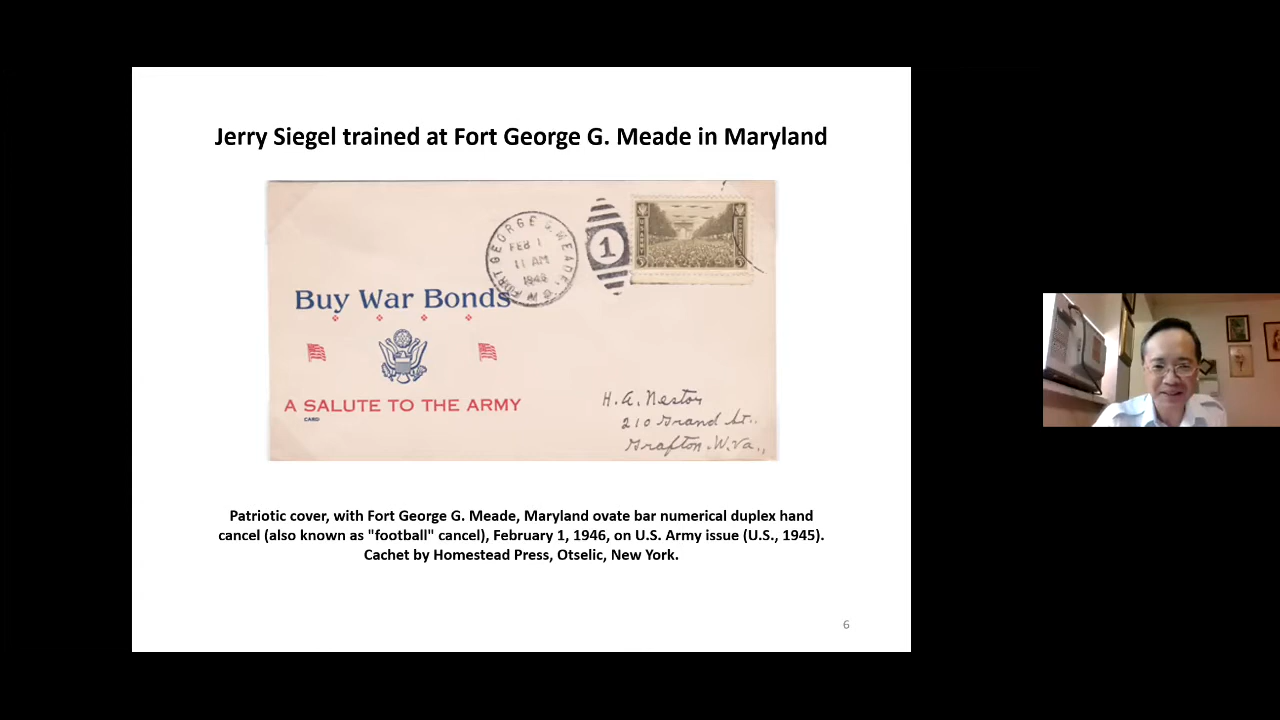 Jerry Siegel trained at Fort George G. Meade in Maryland
FORT GEORGE G. MEADE,
FEB 1
11 AM
1946
1
Buy War Bonds
A SALUTE TO THE ARMY
CARD
H. A. Nestor
210 Grand St.,
Grafton. W. Va.,
Patriotic cover, with Fort George G. Meade, Maryland ovate bar numerical duplex hand
cancel (also known as "football" cancel), February 1, 1946, on U.S. Army issue (U.S., 1945).
Cachet by Homestead Press, Otselic, New York.
6